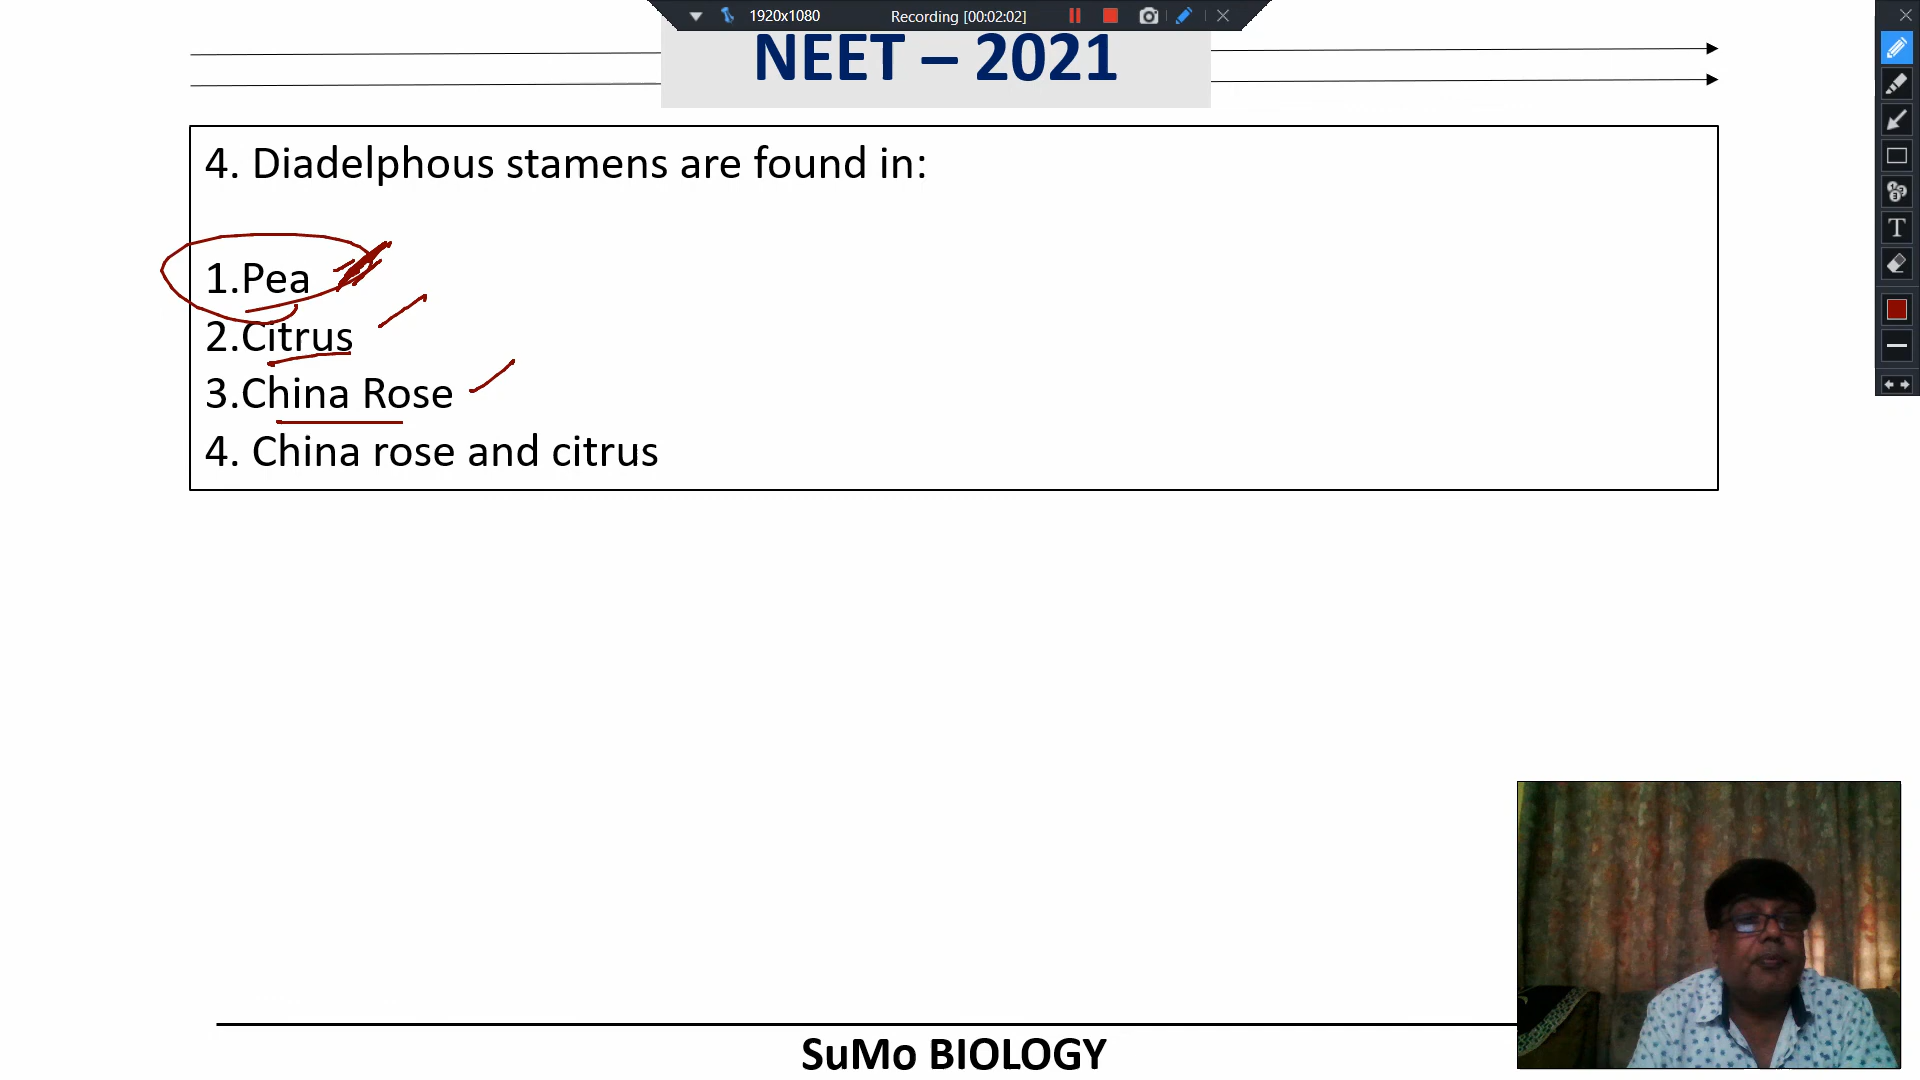 1920x1080 Recording [00:02:02]
NEET – 2021
4. Diadelphous stamens are found in:
1.Pea
2.Citrus
3.China Rose
4. China rose and citrus
SuMo BIOLOGY